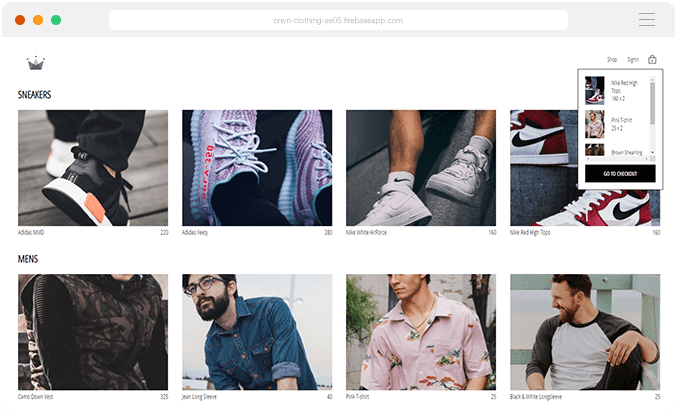 crwn-clothing-se05.firebaseapp.com
Shop SignIn
Nike Red High
Tops
160 x 2
Pink T-shirt
25 x 2
Brown Shearling
GO TO CHECKOUT
SNEAKERS
Adidas NMD 220
Adidas Yeezy 280
Nike White AirForce 160
Nike Red High Tops 160
MENS
Camo Down Vest 325
Jean Long Sleeve 40
Pink T-shirt 25
Black & White Longsleeve 25